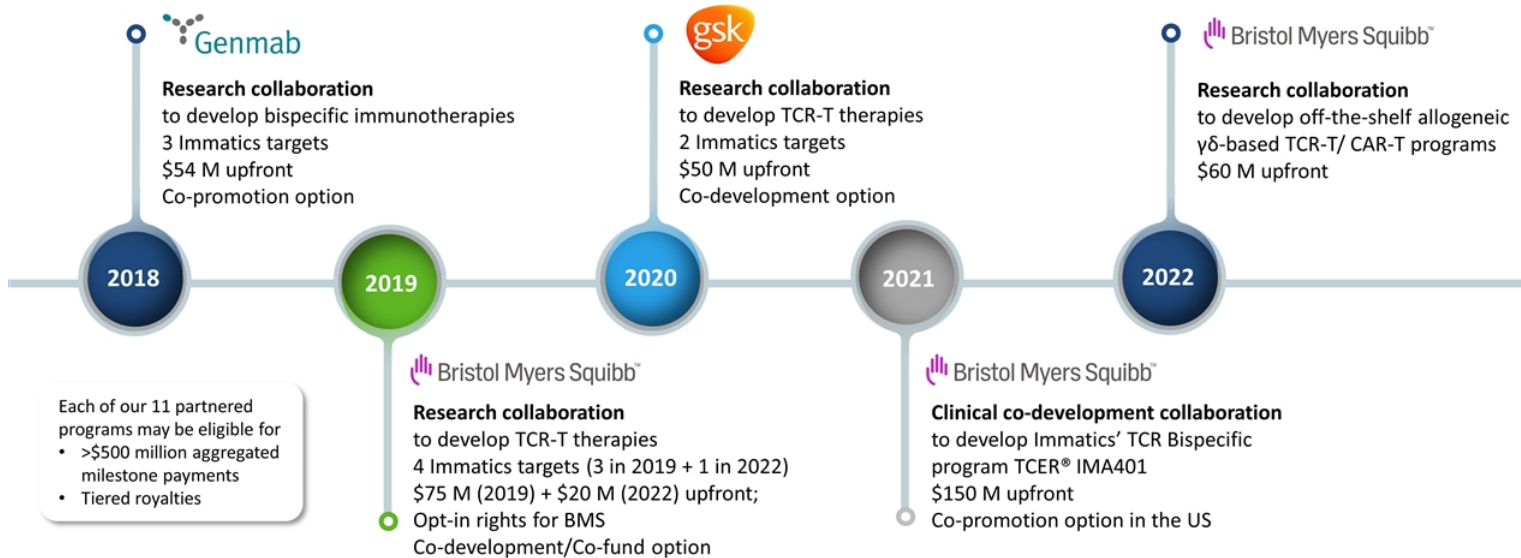 Genmab
Research collaboration
to develop bispecific immunotherapies
3 Immatics targets
$54 M upfront
Co-promotion option
gsk
Research collaboration
to develop TCR-T therapies
2 Immatics targets
$50 M upfront
Co-development option
Bristol Myers Squibb™
Research collaboration
to develop off-the-shelf allogeneic
γδ-based TCR-T/ CAR-T programs
$60 M upfront
2018
2019
2020
2021
2022
Each of our 11 partnered
programs may be eligible for
• >$500 million aggregated
milestone payments
• Tiered royalties
Bristol Myers Squibb™
Research collaboration
to develop TCR-T therapies
4 Immatics targets (3 in 2019 + 1 in 2022)
$75 M (2019) + $20 M (2022) upfront;
Opt-in rights for BMS
Co-development/Co-fund option
Bristol Myers Squibb™
Clinical co-development collaboration
to develop Immatics’ TCR Bispecific
program TCER® IMA401
$150 M upfront
Co-promotion option in the US